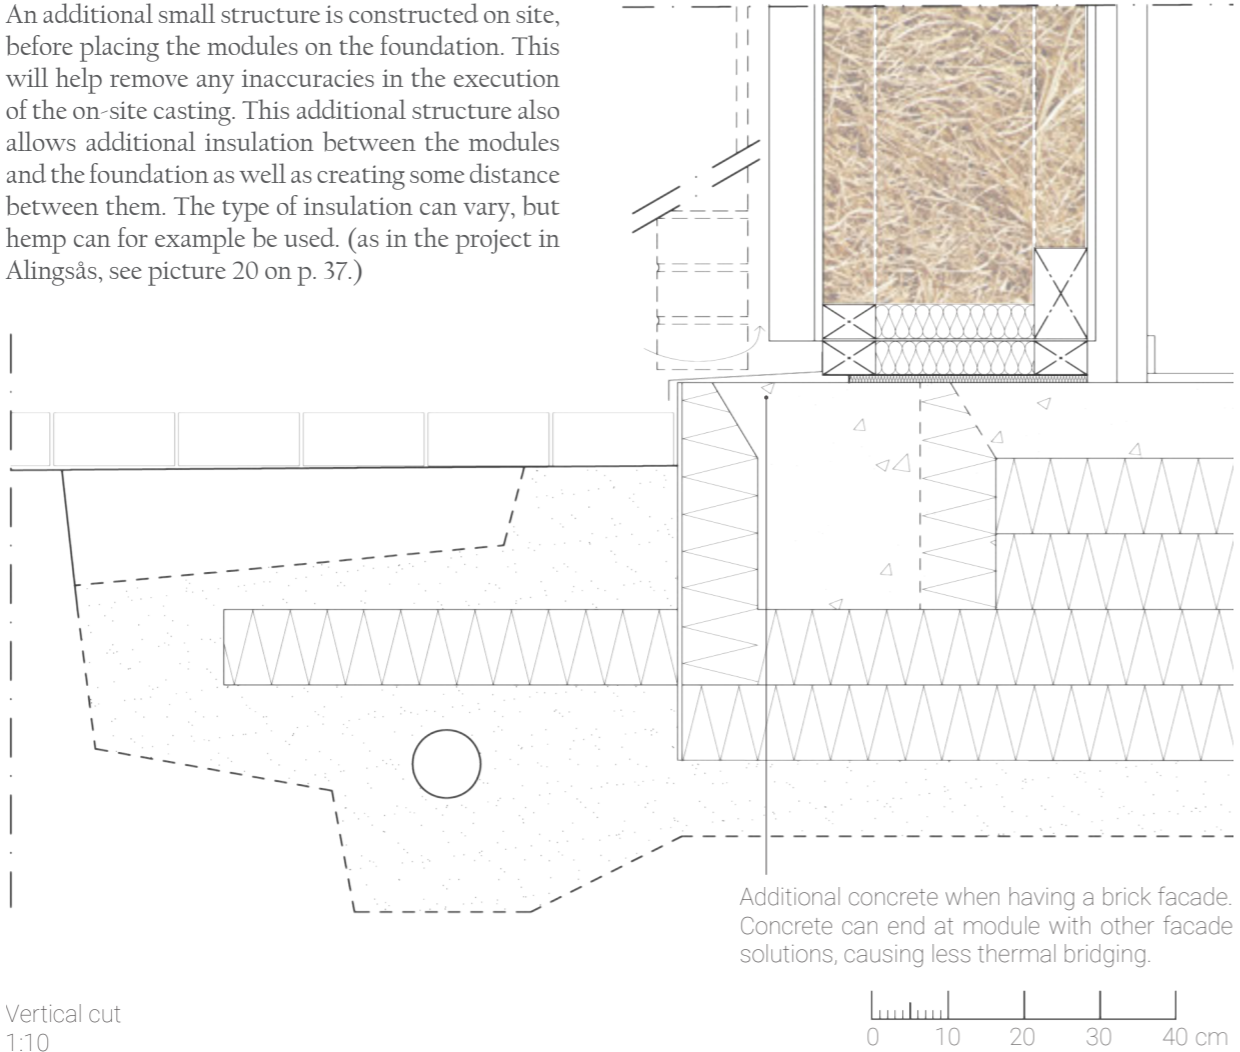 An additional small structure is constructed on site,
before placing the modules on the foundation. This
will help remove any inaccuracies in the execution
of the on-site casting. This additional structure also
allows additional insulation between the modules
and the foundation as well as creating some distance
between them. The type of insulation can vary, but
hemp can for example be used. (as in the project in
Alingsås, see picture 20 on p. 37.)
Additional concrete when having a brick facade.
Concrete can end at module with other facade
solutions, causing less thermal bridging.
Vertical cut
1:10
0 10 20 30 40 cm